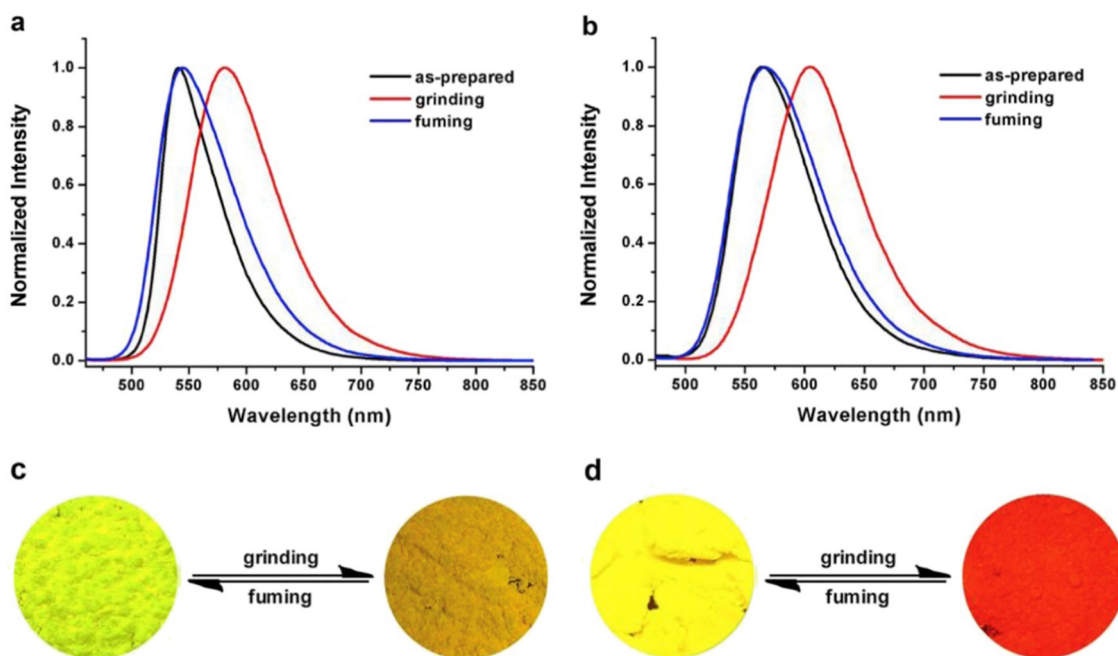 a
as-prepared
grinding
fuming
Normalized Intensity
1.0
0.8
0.6
0.4
0.2
0.0
500 550 600 650 700 750 800 850
Wavelength (nm)
b
as-prepared
grinding
fuming
Normalized Intensity
1.0
0.8
0.6
0.4
0.2
0.0
500 550 600 650 700 750 800 850
Wavelength (nm)
c
grinding
fuming
d
grinding
fuming